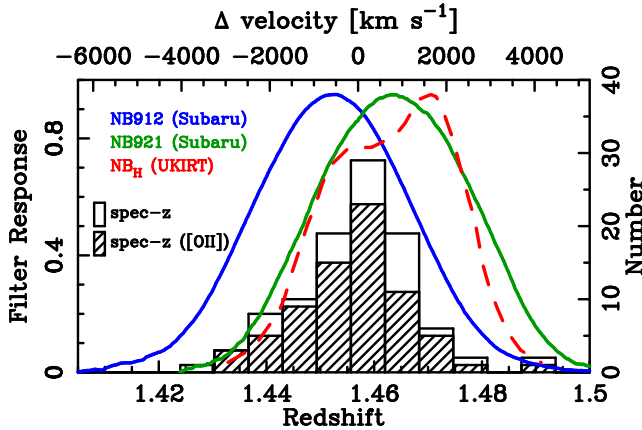 Δ velocity [km s⁻¹]
-6000 -4000 -2000 0 2000 4000
NB912 (Subaru)
NB921 (Subaru)
NB_H (UKIRT)
spec-z
spec-z ([OII])
Filter Response
0 0.4 0.8
Number
0 10 20 30 40
1.42 1.44 1.46 1.48 1.5
Redshift